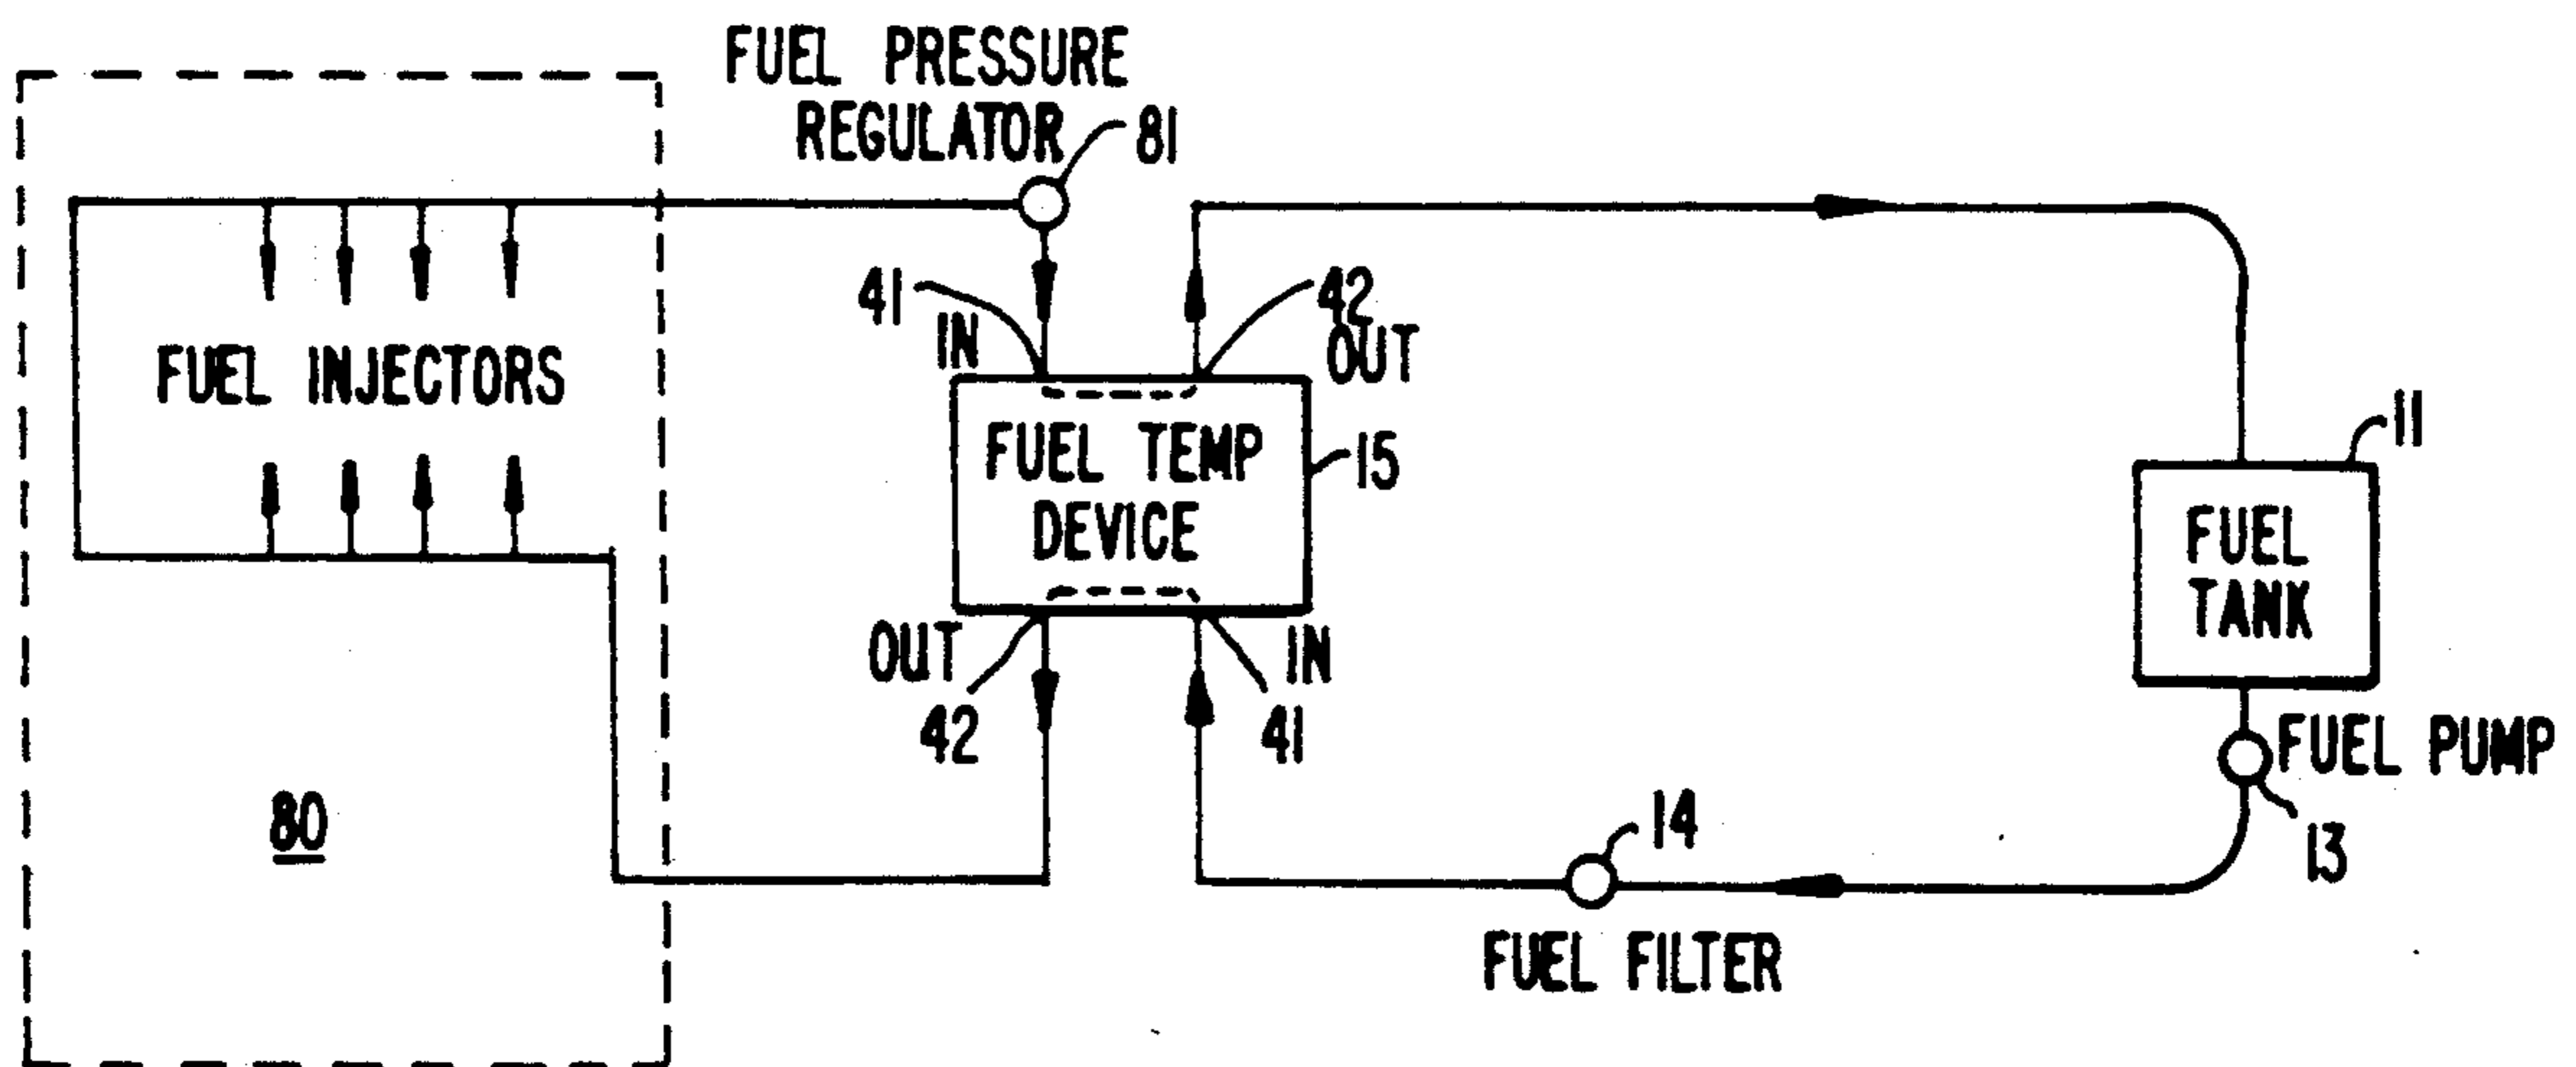 FUEL PRESSURE
REGULATOR
81
41
IN
42
OUT
FUEL INJECTORS
FUEL TEMP
DEVICE
15
11
FUEL
TANK
OUT
42
IN
41
FUEL PUMP
13
80
14
FUEL FILTER